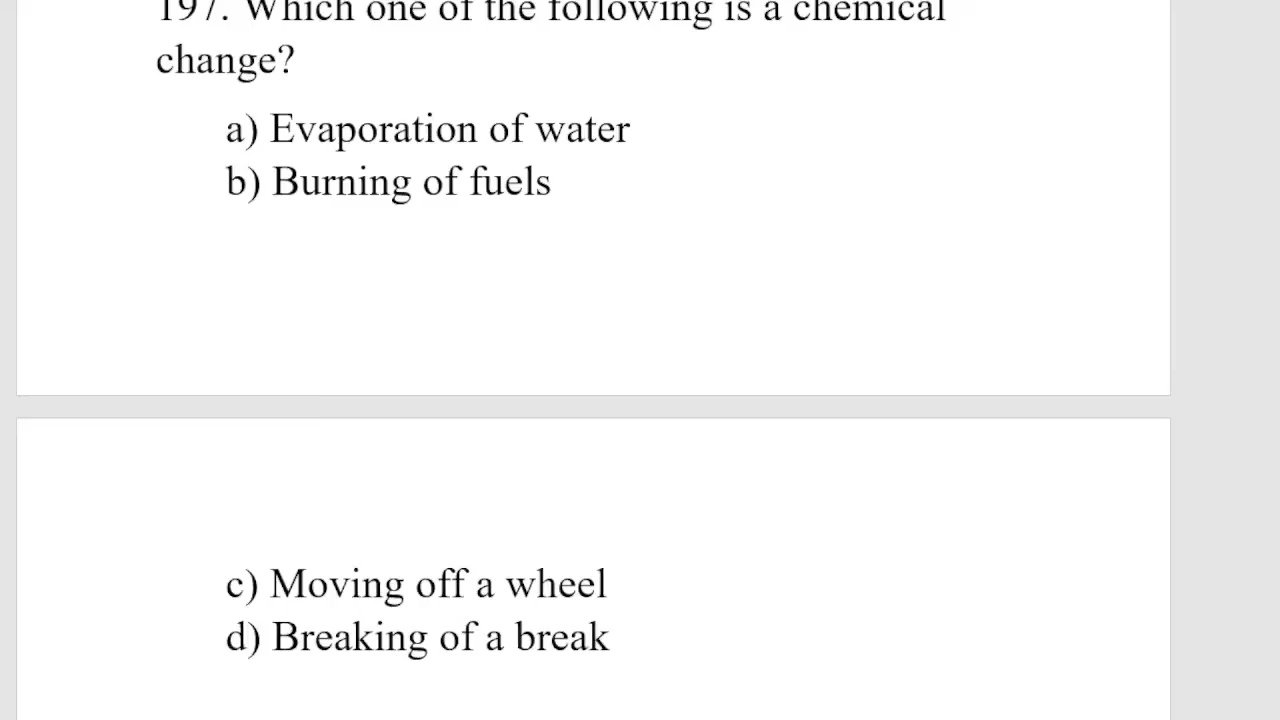 197. Which one of the following is a chemical
change?
a) Evaporation of water
b) Burning of fuels
c) Moving off a wheel
d) Breaking of a break